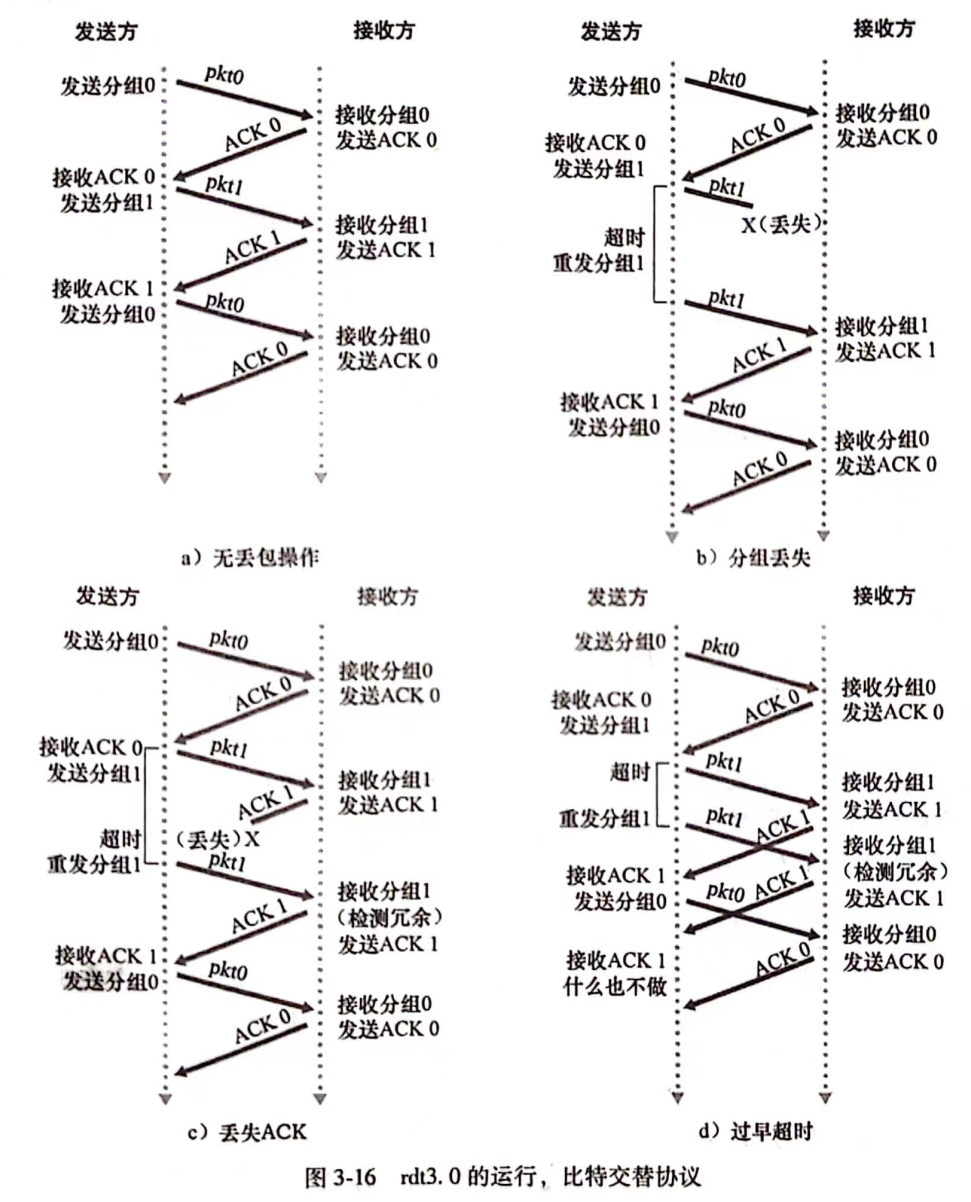 发送方
接收方
发送分组0
pkt0
接收分组0
发送ACK 0
ACK 0
接收ACK 0
发送分组1
pkt1
接收分组1
发送ACK 1
ACK 1
接收ACK 1
发送分组0
pkt0
接收分组0
发送ACK 0
ACK 0
a）无丢包操作
发送方
接收方
发送分组0
pkt0
接收分组0
发送ACK 0
ACK 0
接收ACK 0
发送分组1
pkt1
X(丢失)
超时
重发分组1
pkt1
接收分组1
发送ACK 1
ACK 1
接收ACK 1
发送分组0
pkt0
接收分组0
发送ACK 0
ACK 0
b）分组丢失
发送方
接收方
发送分组0
pkt0
接收分组0
发送ACK 0
ACK 0
接收ACK 0
发送分组1
pkt1
接收分组1
发送ACK 1
ACK 1
(丢失)X
超时
重发分组1
pkt1
接收分组1
（检测冗余）
发送ACK 1
ACK 1
接收ACK 1
发送分组0
pkt0
接收分组0
发送ACK 0
ACK 0
c）丢失ACK
发送方
接收方
发送分组0
pkt0
接收分组0
发送ACK 0
ACK 0
接收ACK 0
发送分组1
pkt1
接收分组1
发送ACK 1
超时
重发分组1
pkt1
ACK 1
接收分组1
（检测冗余）
发送ACK 1
接收ACK 1
发送分组0
pkt0
ACK 1
接收分组0
发送ACK 0
接收ACK 1
什么也不做
ACK 0
d）过早超时
图 3-16 rdt3.0 的运行，比特交替协议